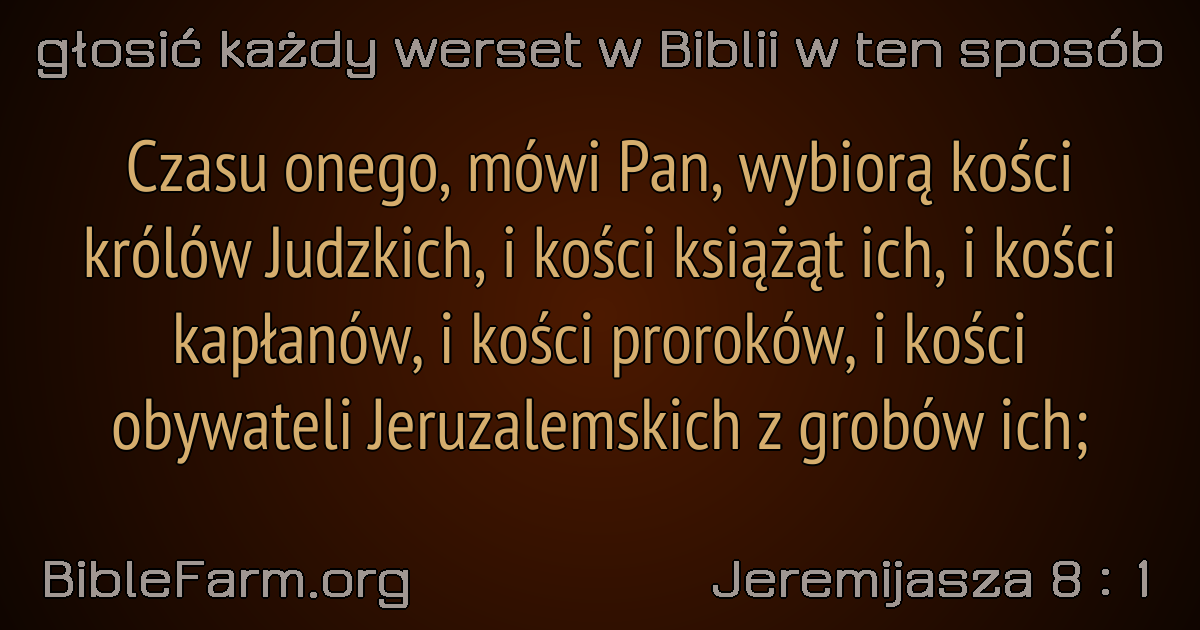 głosić każdy werset w Biblii w ten sposób
Czasu onego, mówi Pan, wybiorą kości
królów Judzkich, i kości książąt ich, i kości
kapłanów, i kości proroków, i kości
obywateli Jeruzalemskich z grobów ich;
BibleFarm.org
Jeremijasza 8 : 1